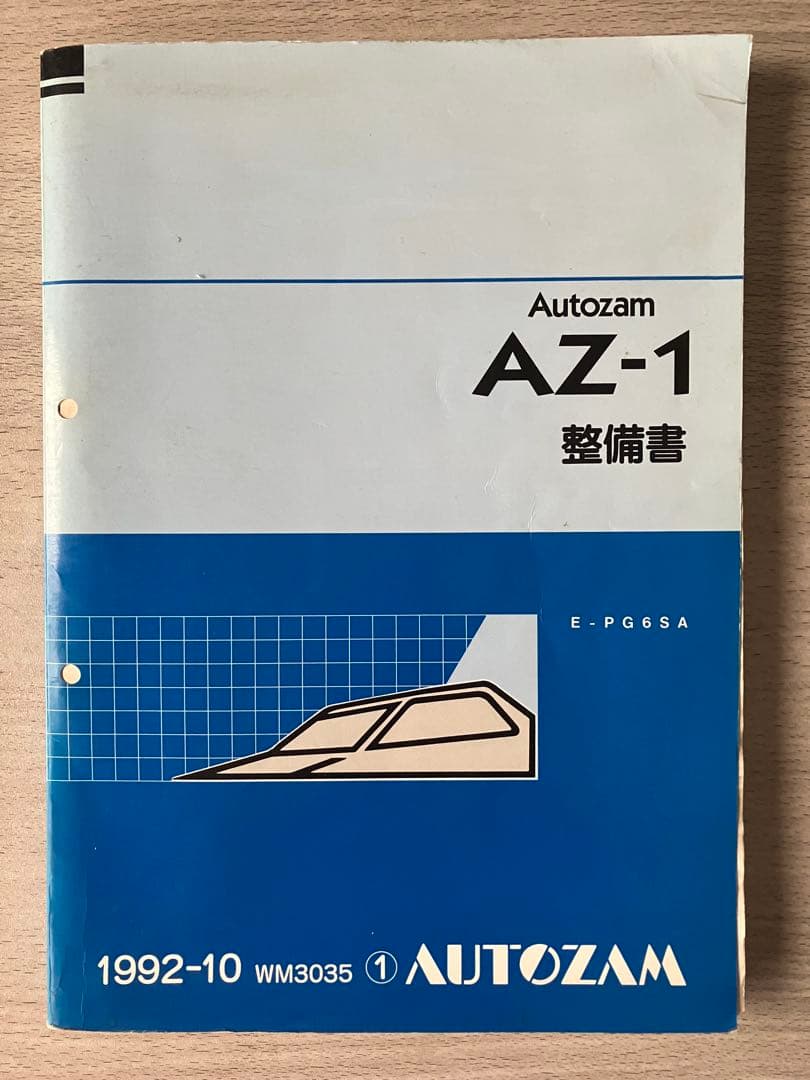 Autozam
AZ-1
整備書
E-PG6SA
1992-10 WM3035 ① AUTOZAM